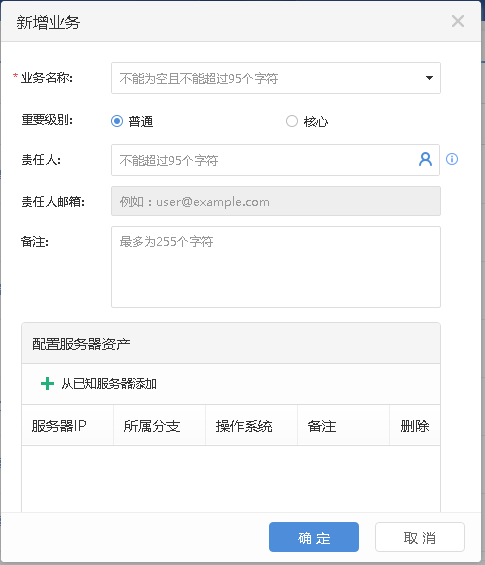 新增业务
*业务名称: 不能为空且不能超过95个字符
重要级别: 普通 核心
责任人: 不能超过95个字符
责任人邮箱: 例如：user@example.com
备注: 最多为255个字符
配置服务器资产
从已知服务器添加
服务器IP 所属分支 操作系统 备注 删除
确定 取消